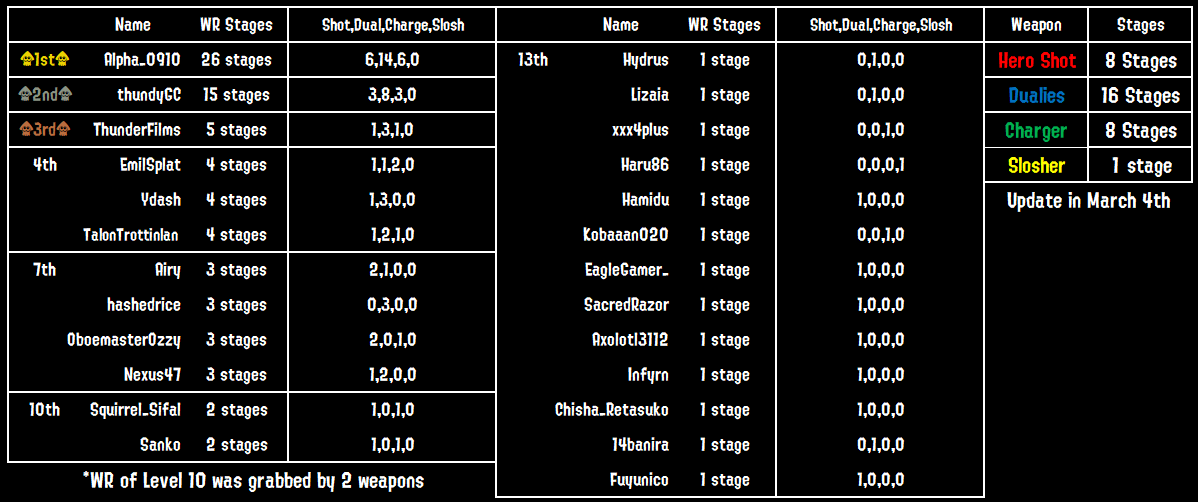 Name WR Stages Shot,Dual,Charge,Slosh
1st Alpha_0910 26 stages 6,14,6,0
2nd thundyGC 15 stages 3,8,3,0
3rd ThunderFilms 5 stages 1,3,1,0
4th EmilSplat 4 stages 1,1,2,0
Ydash 4 stages 1,3,0,0
TalonTrottinlan 4 stages 1,2,1,0
7th Airy 3 stages 2,1,0,0
hashedrice 3 stages 0,3,0,0
OboemasterOzzy 3 stages 2,0,1,0
Nexus47 3 stages 1,2,0,0
10th Squirrel_Sifal 2 stages 1,0,1,0
Sanko 2 stages 1,0,1,0
*WR of Level 10 was grabbed by 2 weapons
Name WR Stages Shot,Dual,Charge,Slosh
13th Hydrus 1 stage 0,1,0,0
Lizaia 1 stage 0,1,0,0
xxx4plus 1 stage 0,0,1,0
Haru86 1 stage 0,0,0,1
Hamidu 1 stage 1,0,0,0
Kobaaan020 1 stage 0,0,1,0
EagleGamer_ 1 stage 1,0,0,0
SacredRazor 1 stage 1,0,0,0
Axolotl3112 1 stage 1,0,0,0
Infyrn 1 stage 1,0,0,0
Chisha_Retasuko 1 stage 1,0,0,0
14banira 1 stage 0,1,0,0
Fuyunico 1 stage 1,0,0,0
Weapon Stages
Hero Shot 8 Stages
Dualies 16 Stages
Charger 8 Stages
Slosher 1 stage
Update in March 4th